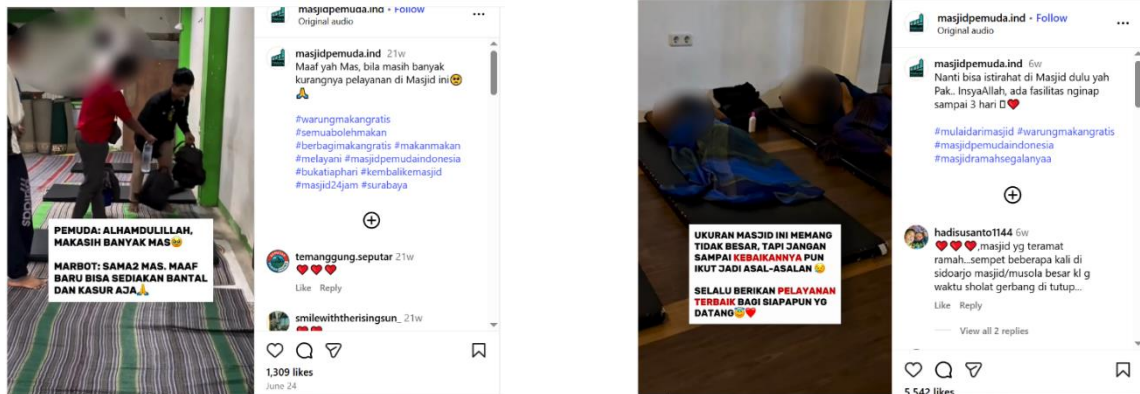 masjidpemuda.ind • Follow
Original audio
masjidpemuda.ind 21w
Maaf yah Mas, bila masih banyak
kurangnya pelayanan di Masjid ini🥹
🙏
#warungmakangratis
#semuabolehmakan
#berbagimakangratis #makanmakan
#melayani #masjidpemudaindonesia
#bukatiaphari #kembalikemasjid
#masjid24jam #surabaya
PEMUDA: ALHAMDULILLAH,
MAKASIH BANYAK MAS🥹
MARBOT: SAMA2 MAS. MAAF
BARU BISA SEDIAKAN BANTAL
DAN KASUR AJA🙏
temanggung.seputar 21w
❤️❤️❤️
Like Reply
smilewiththerisingsun_ 21w
1,309 likes
June 24
masjidpemuda.ind • Follow
Original audio
masjidpemuda.ind 6w
Nanti bisa istirahat di Masjid dulu yah
Pak.. InsyaAllah, ada fasilitas nginap
sampai 3 hari ▯❤️
#mulaidarimasjid #warungmakangratis
#masjidpemudaindonesia
#masjidramahsegalanyaa
UKURAN MASJID INI MEMANG
TIDAK BESAR, TAPI JANGAN
SAMPAI KEBAIKANNYA PUN
IKUT JADI ASAL-ASALAN 😉
SELALU BERIKAN PELAYANAN
TERBAIK BAGI SIAPAPUN YG
DATANG😇❤️
hadisusanto1144 6w
❤️❤️❤️,masjid yg teramat
ramah...sempet beberapa kali di
sidoarjo masjid/musola besar kl g
waktu sholat gerbang di tutup...
Like Reply
View all 2 replies
5,542 likes